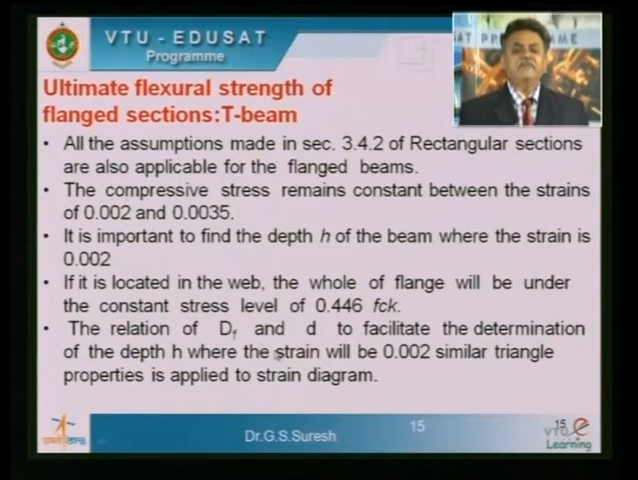 VTU - EDUSAT
Programme
Ultimate flexural strength of
flanged sections:T-beam
• All the assumptions made in sec. 3.4.2 of Rectangular sections
are also applicable for the flanged beams.
• The compressive stress remains constant between the strains
of 0.002 and 0.0035.
• It is important to find the depth h of the beam where the strain is
0.002
• If it is located in the web, the whole of flange will be under
the constant stress level of 0.446 fck.
• The relation of Df and d to facilitate the determination
of the depth h where the strain will be 0.002 similar triangle
properties is applied to strain diagram.
Dr.G.S.Suresh
15
15
VTU e
Learning